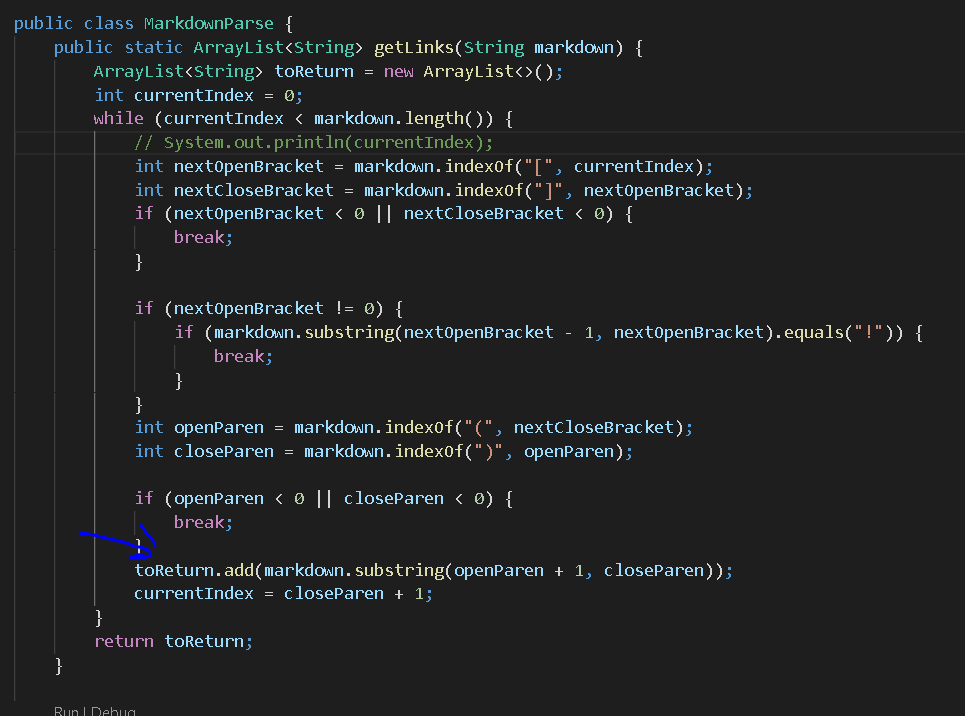 public class MarkdownParse {
public static ArrayList<String> getLinks(String markdown) {
ArrayList<String> toReturn = new ArrayList<>();
int currentIndex = 0;
while (currentIndex < markdown.length()) {
// System.out.println(currentIndex);
int nextOpenBracket = markdown.indexOf("[", currentIndex);
int nextCloseBracket = markdown.indexOf("]", nextOpenBracket);
if (nextOpenBracket < 0 || nextCloseBracket < 0) {
break;
}
if (nextOpenBracket != 0) {
if (markdown.substring(nextOpenBracket - 1, nextOpenBracket).equals("!")) {
break;
}
}
int openParen = markdown.indexOf("(", nextCloseBracket);
int closeParen = markdown.indexOf(")", openParen);
if (openParen < 0 || closeParen < 0) {
break;
}
toReturn.add(markdown.substring(openParen + 1, closeParen));
currentIndex = closeParen + 1;
}
return toReturn;
}
Run | Debug